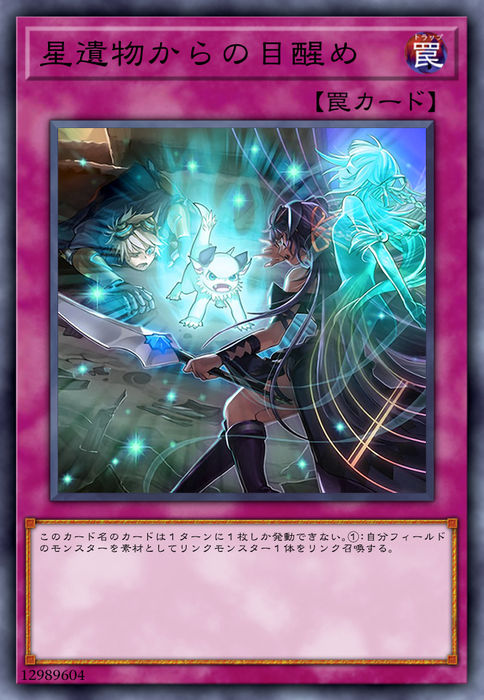 星遺物からの目醒め
トラップ
罠
【罠カード】
このカード名のカードは１ターンに１枚しか発動できない。①:自分フィールド
のモンスターを素材としてリンクモンスター１体をリンク召喚する。
12989604